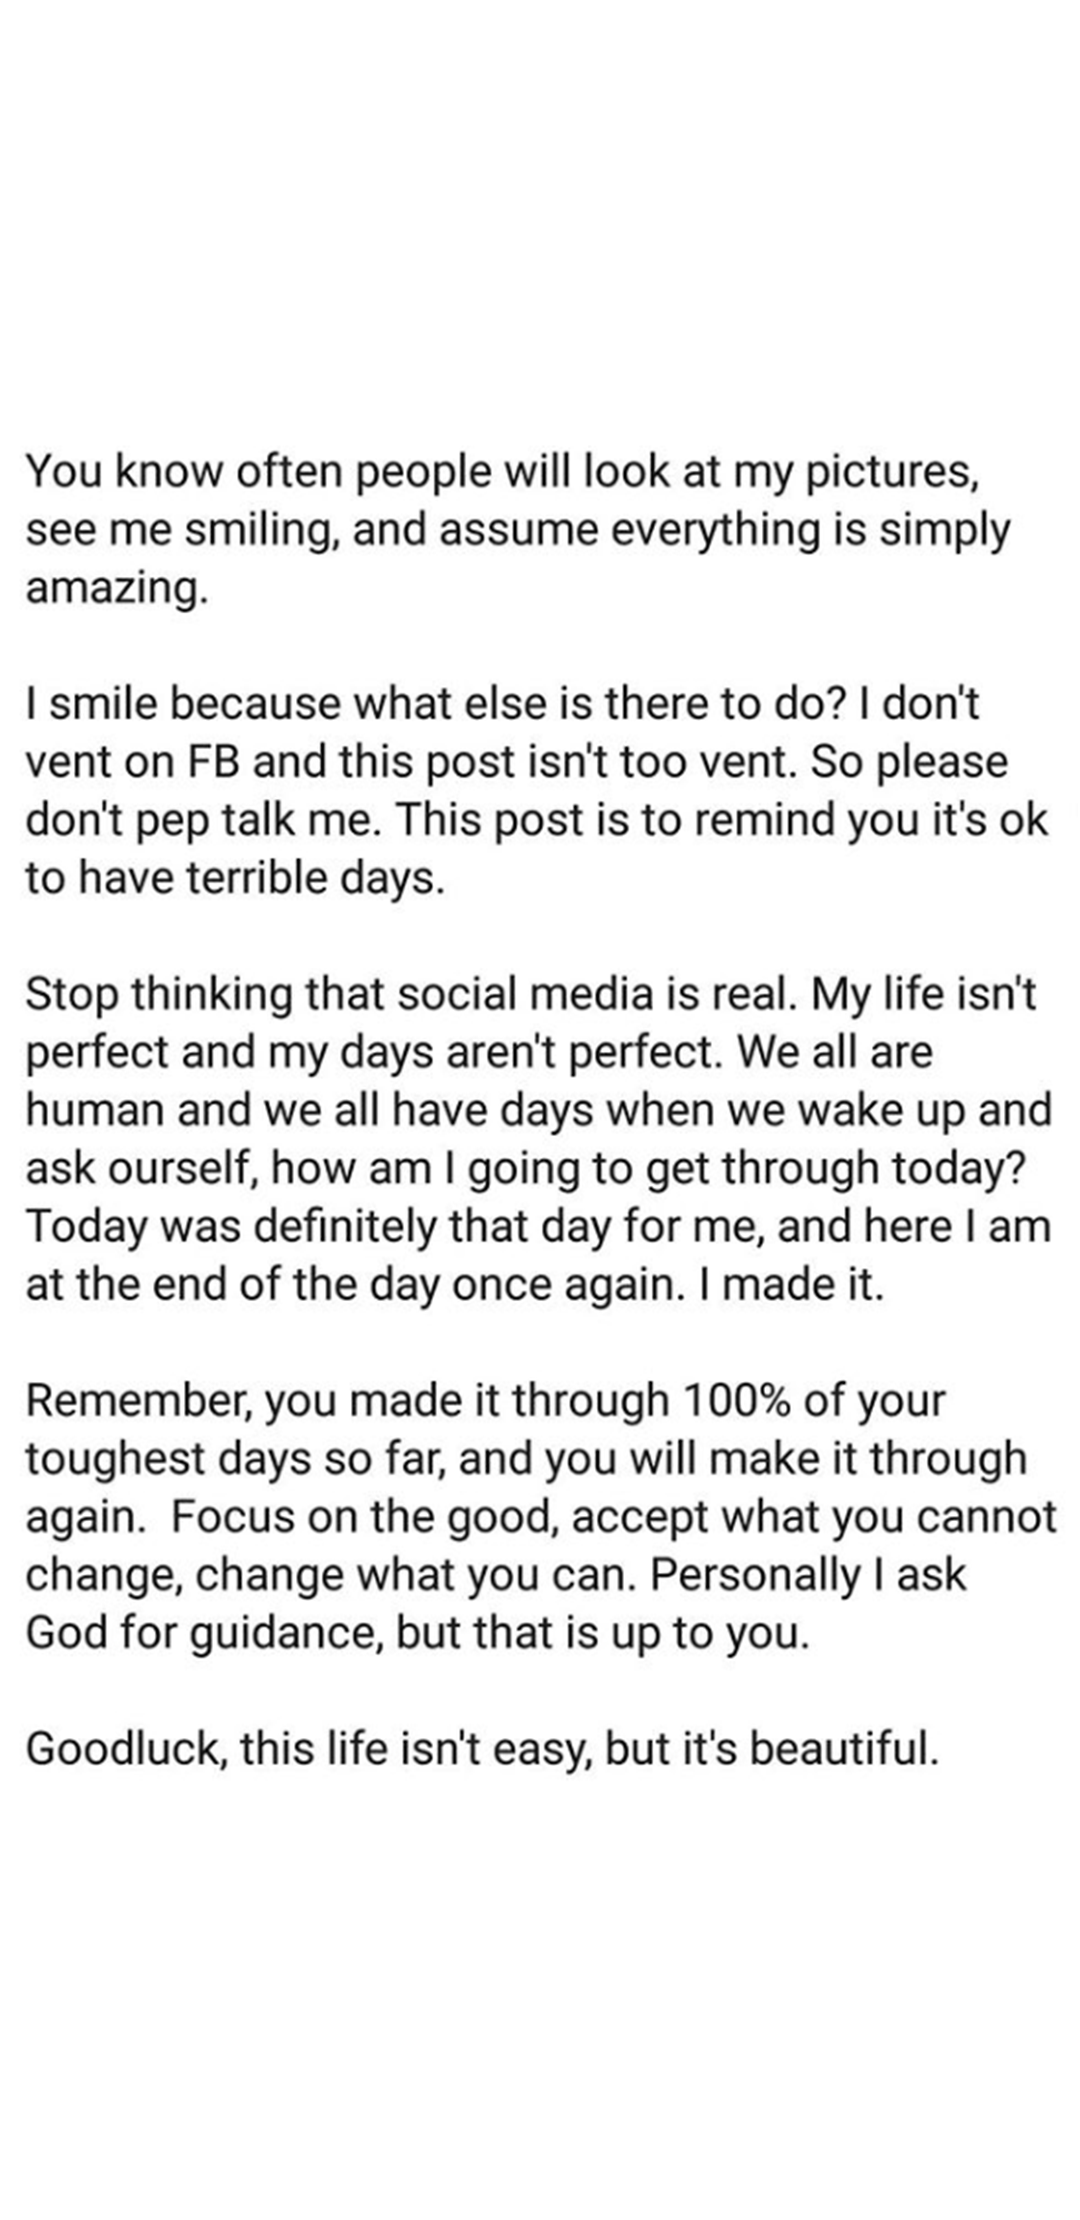 You know often people will look at my pictures,
see me smiling, and assume everything is simply
amazing.
I smile because what else is there to do? I don't
vent on FB and this post isn't too vent. So please
don't pep talk me. This post is to remind you it's ok
to have terrible days.
Stop thinking that social media is real. My life isn't
perfect and my days aren't perfect. We all are
human and we all have days when we wake up and
ask ourself, how am I going to get through today?
Today was definitely that day for me, and here I am
at the end of the day once again. I made it.
Remember, you made it through 100% of your
toughest days so far, and you will make it through
again.  Focus on the good, accept what you cannot
change, change what you can. Personally I ask
God for guidance, but that is up to you.
Goodluck, this life isn't easy, but it's beautiful.